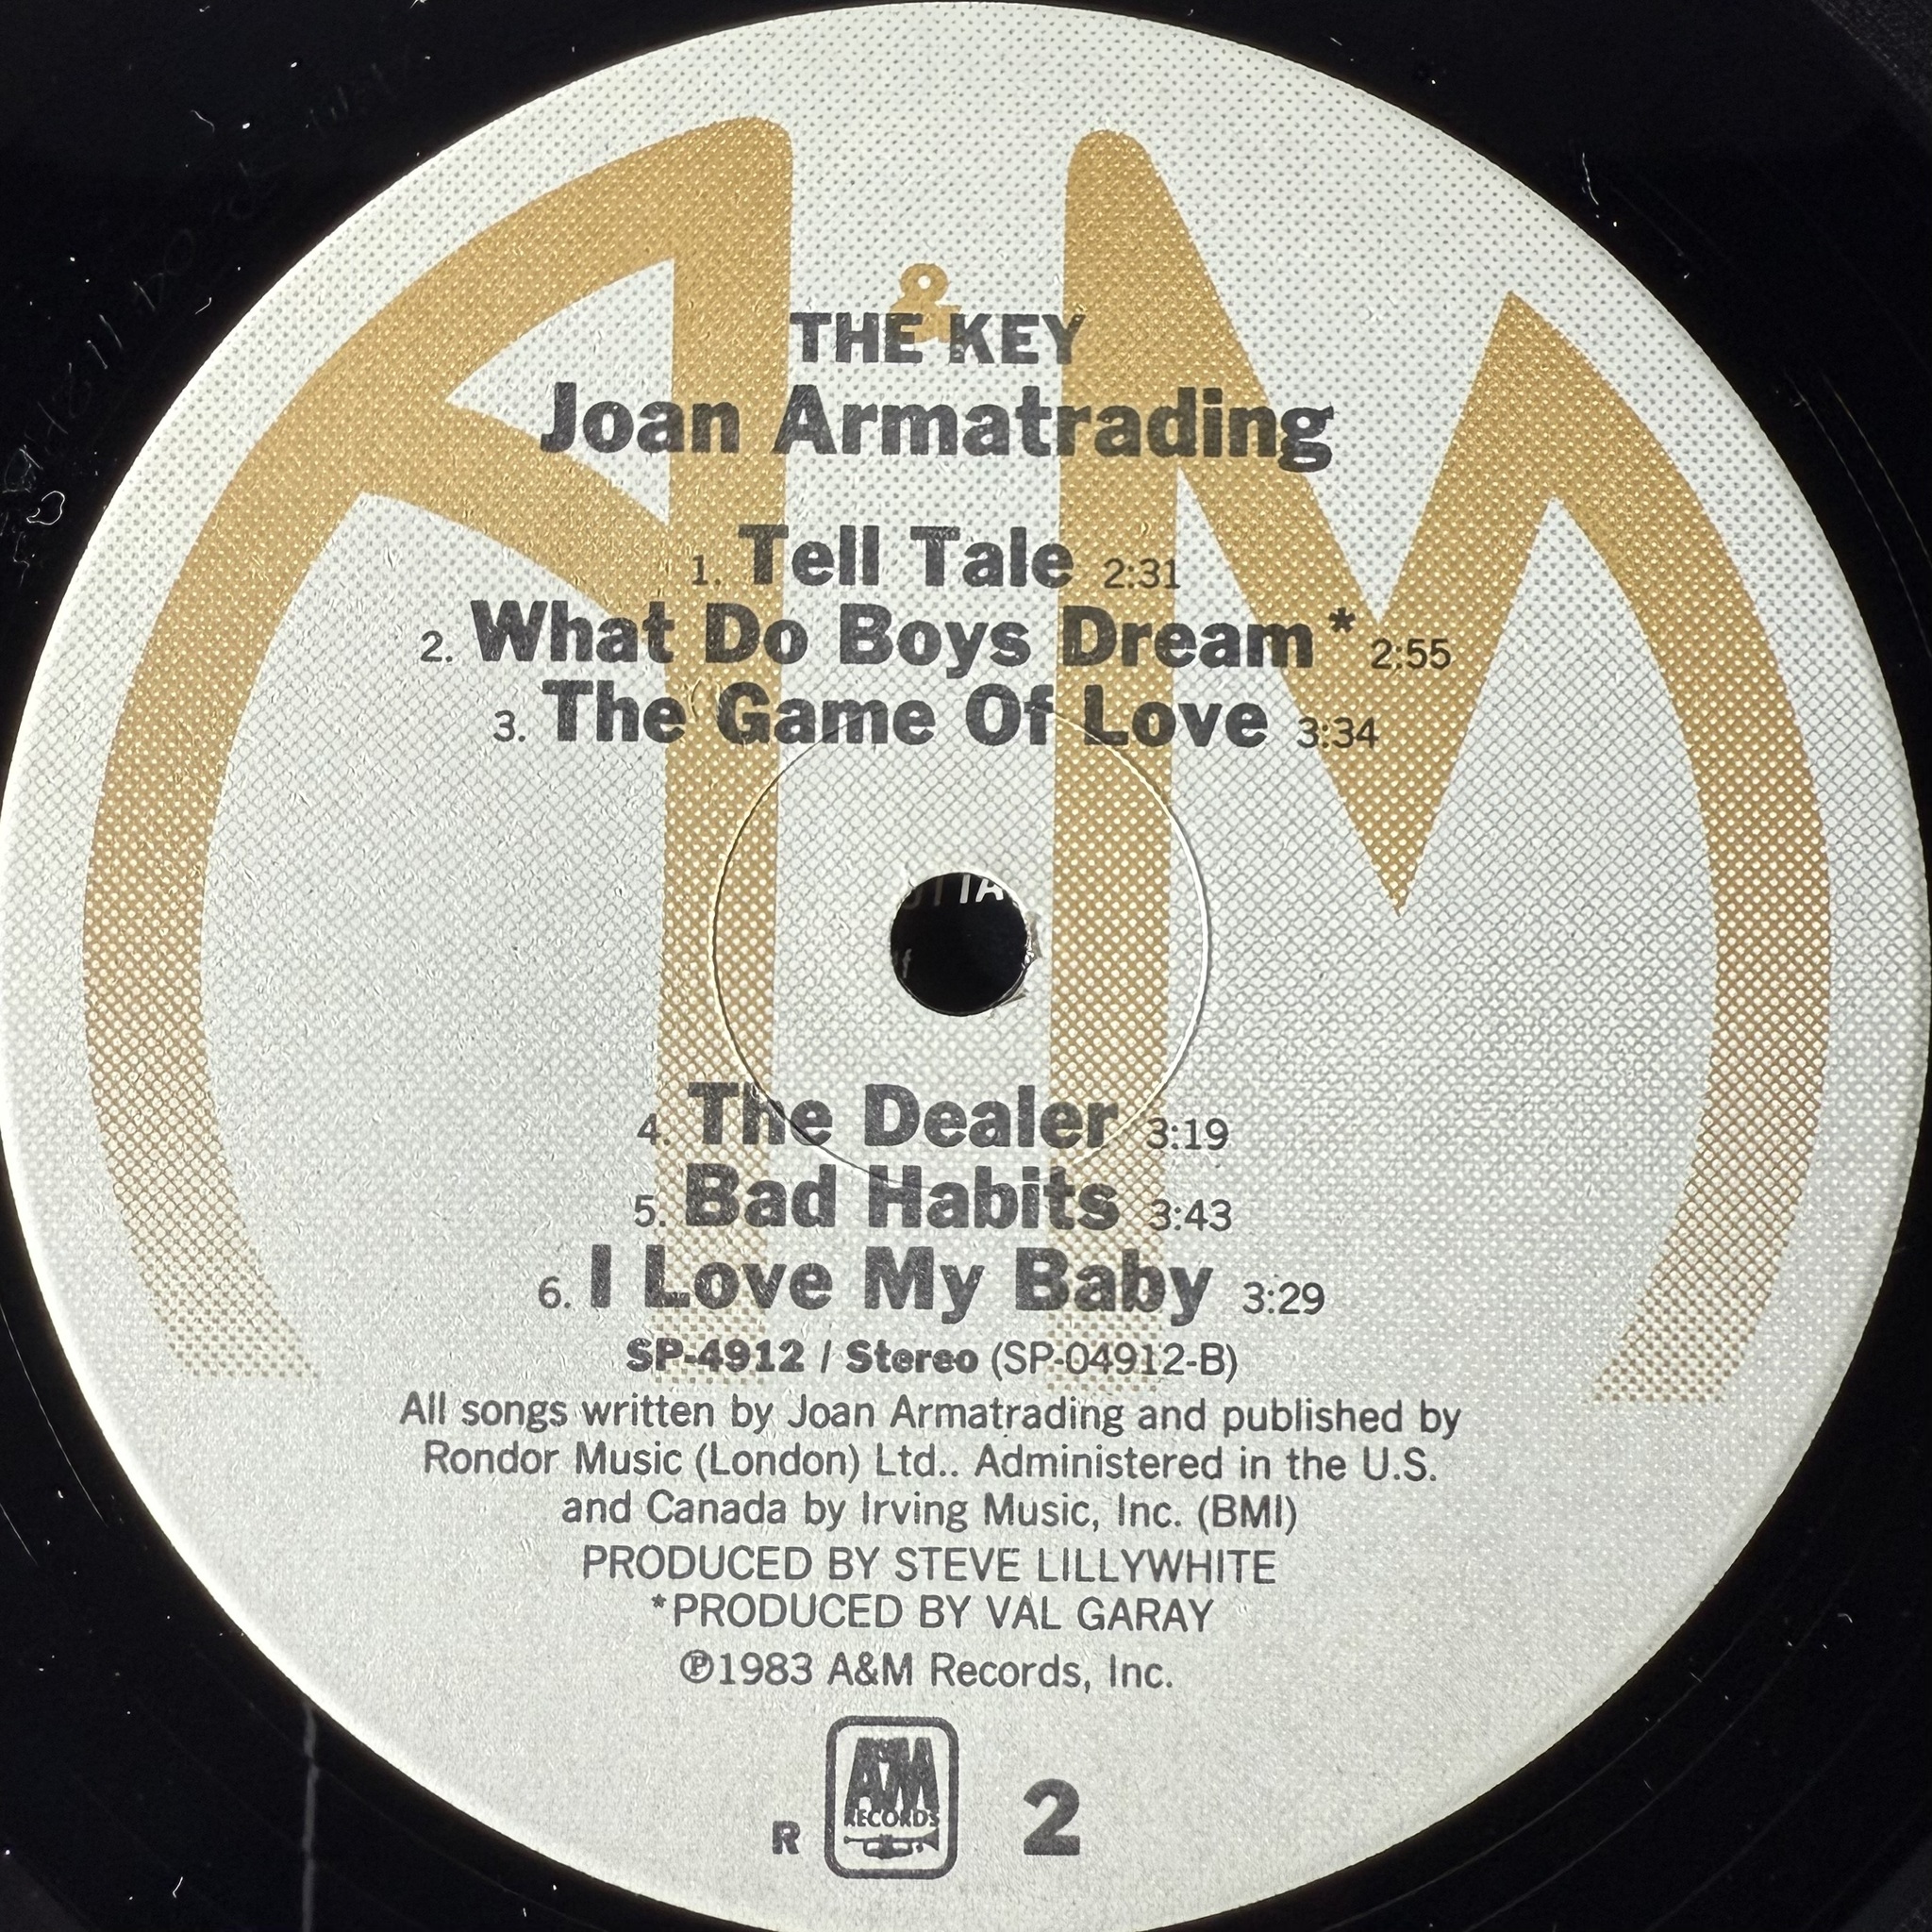 A&M
THE KEY
Joan Armatrading
1. Tell Tale 2:31
2. What Do Boys Dream* 2:55
3. The Game Of Love 3:34
4. The Dealer 3:19
5. Bad Habits 3:43
6. I Love My Baby 3:29
SP-4912 / Stereo (SP-04912-B)
All songs written by Joan Armatrading and published by
Rondor Music (London) Ltd.. Administered in the U.S.
and Canada by Irving Music, Inc. (BMI)
PRODUCED BY STEVE LILLYWHITE
*PRODUCED BY VAL GARAY
℗1983 A&M Records, Inc.
R A&M RECORDS 2